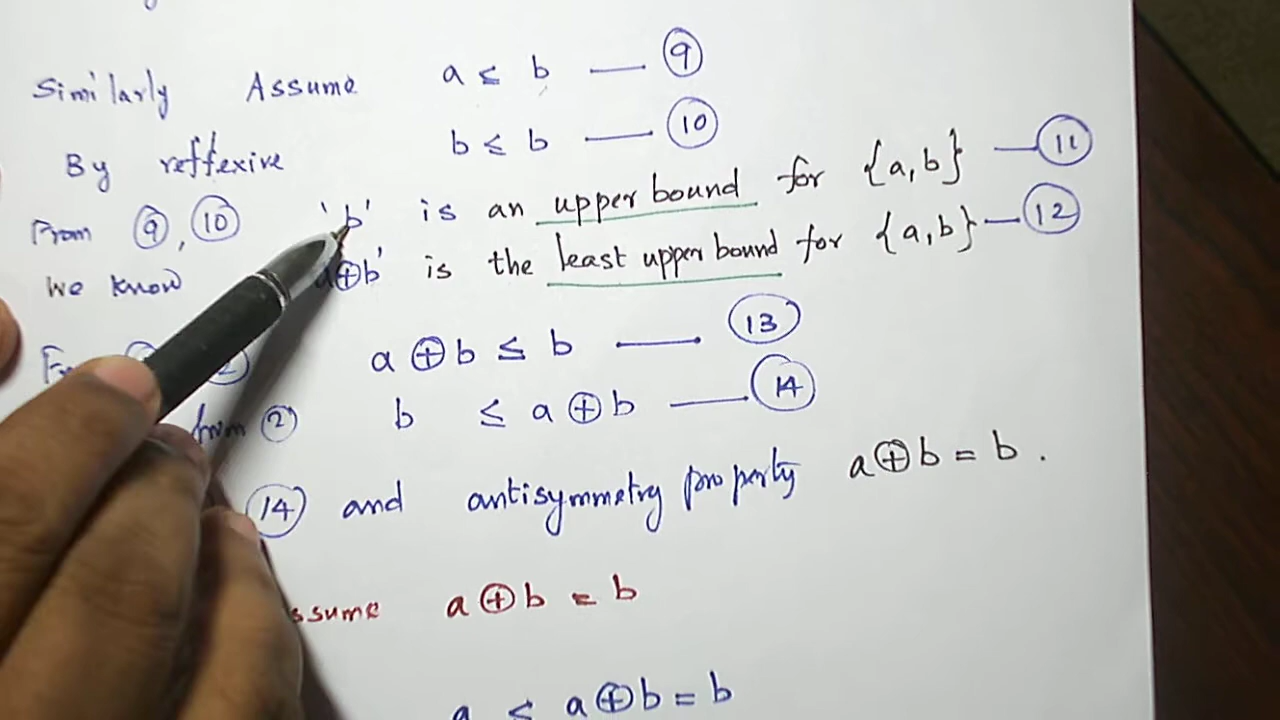 Similarly Assume a ≤ b — ⑨
By reflexive b ≤ b — ⑩
From ⑨, ⑩ 'b' is an upper bound for {a, b} — ⑪
we know a⊕b' is the least upper bound for {a, b} — ⑫
a ⊕ b ≤ b — ⑬
from ② b ≤ a ⊕ b — ⑭
⑭ and antisymmetry property a⊕b = b .
ssume a ⊕ b = b
a ≤ a ⊕ b = b